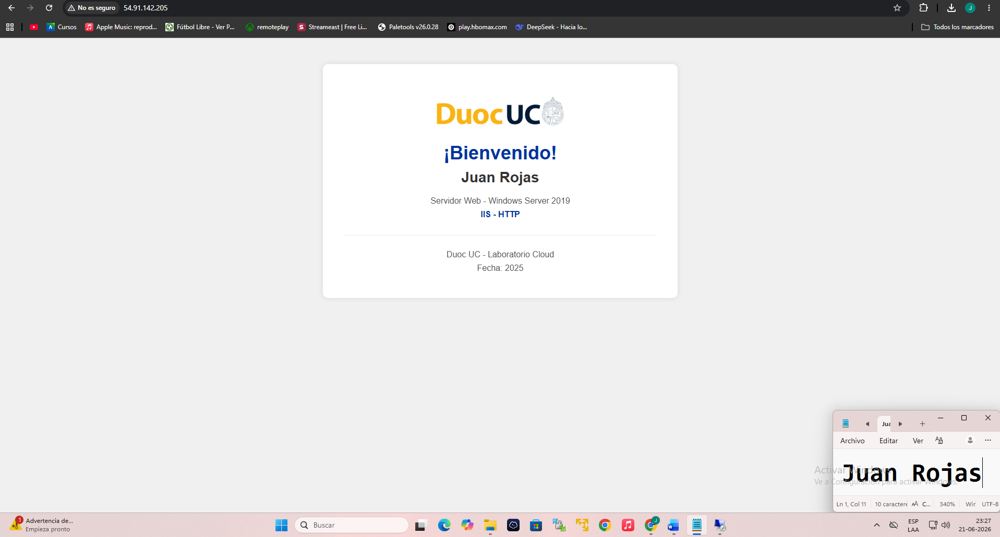 No es seguro
54.91.142.205
Cursos
Apple Music: reprod...
Fútbol Libre - Ver P...
remoteplay
Streameast | Free Li...
Paletools v26.0.28
play.hbomax.com
DeepSeek - Hacia lo...
Todos los marcadores
Duoc UC
¡Bienvenido!
Juan Rojas
Servidor Web - Windows Server 2019
IIS - HTTP
Duoc UC - Laboratorio Cloud
Fecha: 2025
Jua
Archivo
Editar
Ver
Juan Rojas
Activar Windows
Ve a Configuración para activar Windows.
Ln 1, Col 11
10 caractere
C...
340%
Wir
UTF-8
1
Advertencia de...
Empieza pronto
Buscar
J
ESP
LAA
23:27
21-06-2026